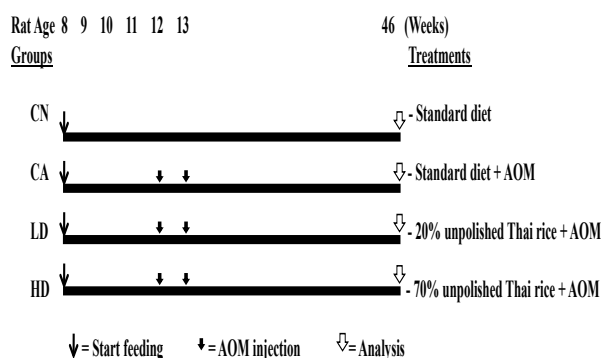 Rat Age 8 9 10 11 12 13 46 (Weeks)
Groups Treatments
CN - Standard diet
CA - Standard diet + AOM
LD - 20% unpolished Thai rice + AOM
HD - 70% unpolished Thai rice + AOM
= Start feeding = AOM injection = Analysis